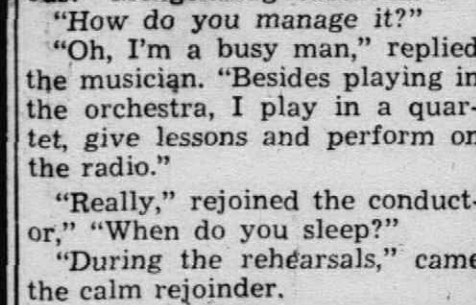 "How do you manage it?"
"Oh, I'm a busy man," replied
the musician. "Besides playing in
the orchestra, I play in a quar-
tet, give lessons and perform on
the radio."
"Really," rejoined the conduct-
or," "When do you sleep?"
"During the rehearsals," came
the calm rejoinder.